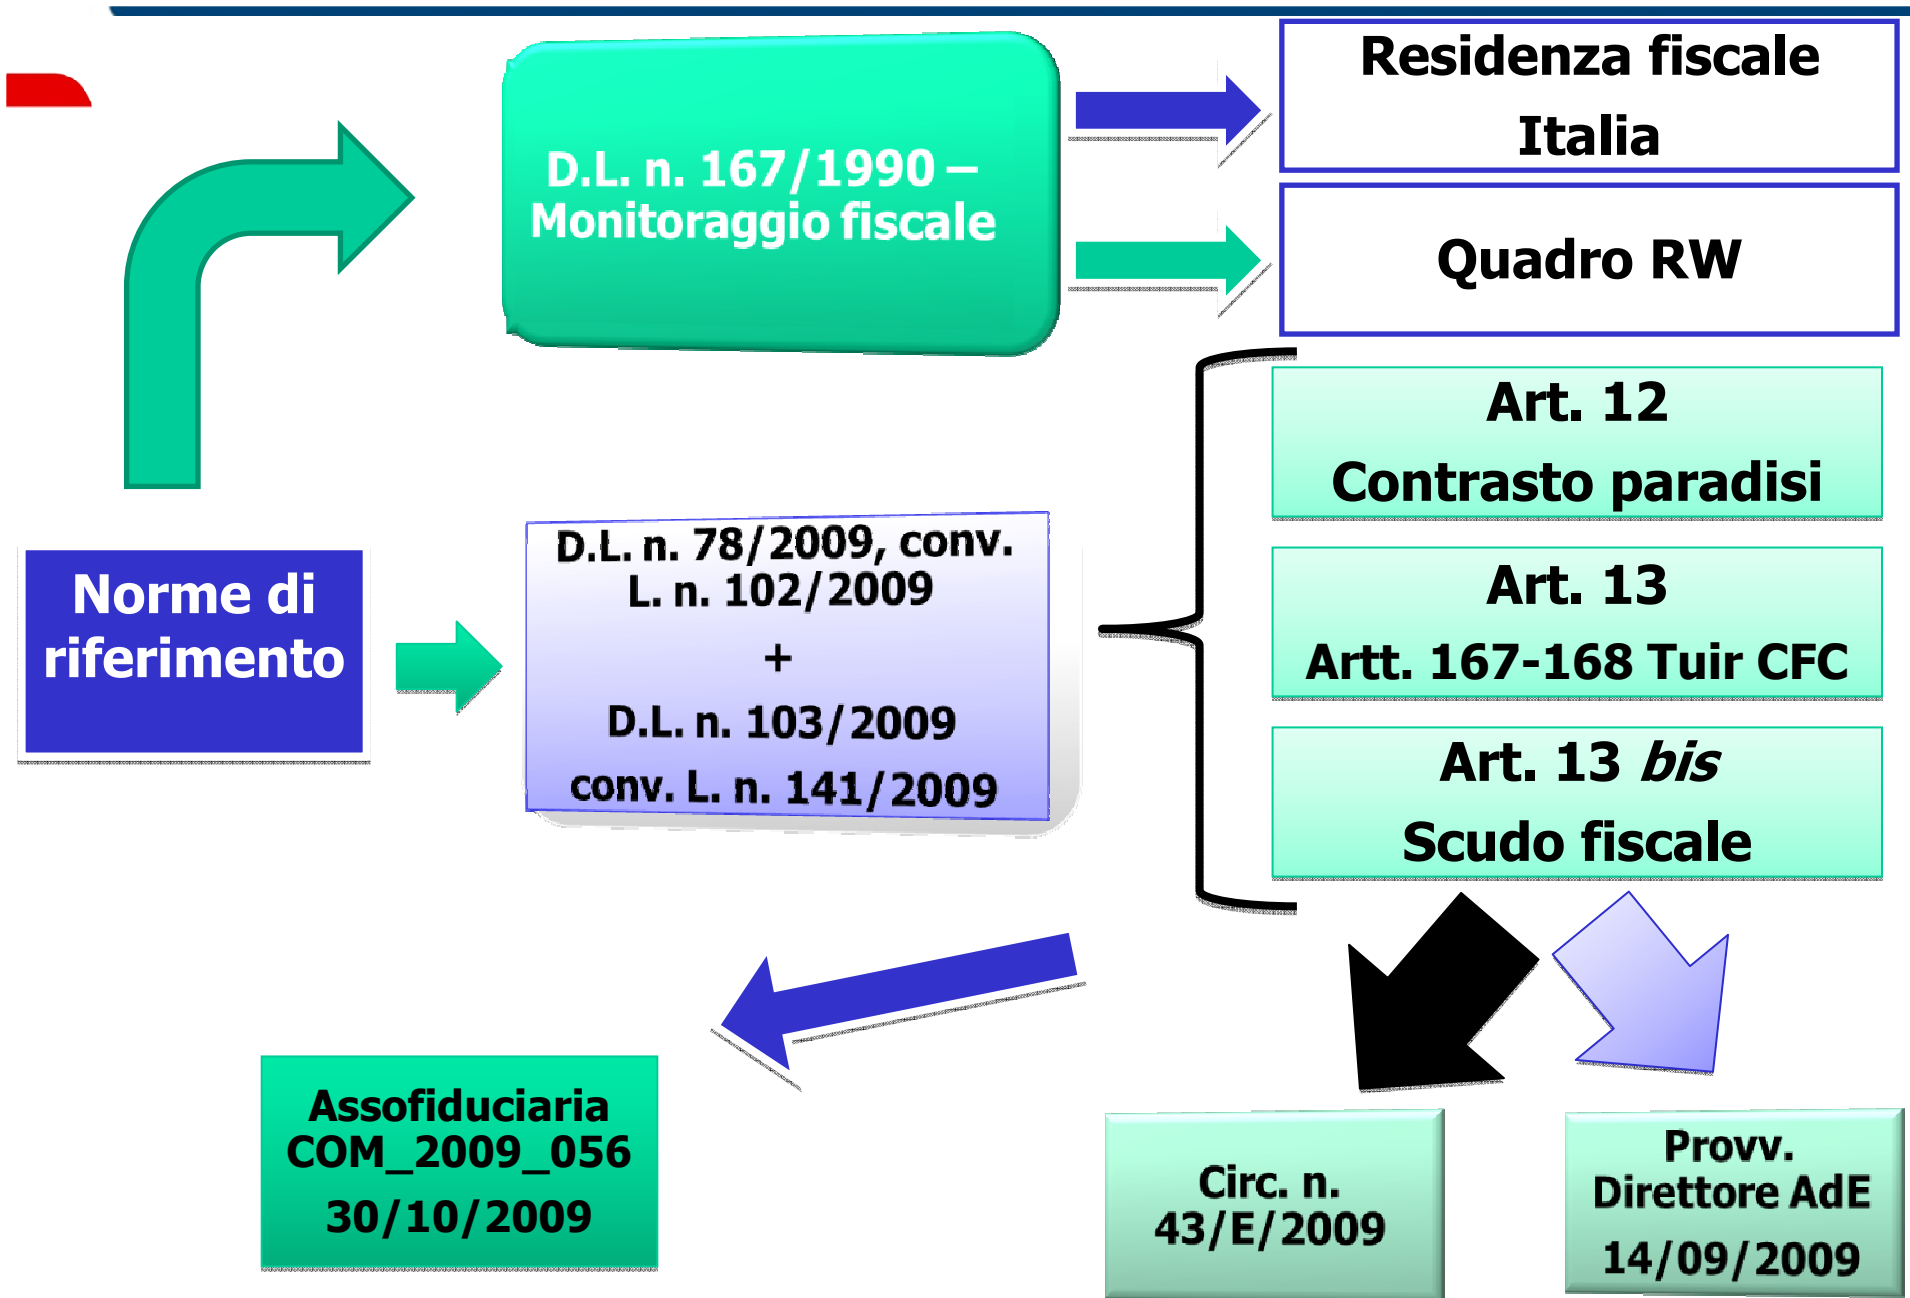 Residenza fiscale
Italia
D.L. n. 167/1990 –
Monitoraggio fiscale
Quadro RW
Art. 12
Contrasto paradisi
Norme di
riferimento
D.L. n. 78/2009, conv.
L. n. 102/2009
+
D.L. n. 103/2009
conv. L. n. 141/2009
Art. 13
Artt. 167-168 Tuir CFC
Art. 13 bis
Scudo fiscale
Assofiduciaria
COM_2009_056
30/10/2009
Circ. n.
43/E/2009
Provv.
Direttore AdE
14/09/2009